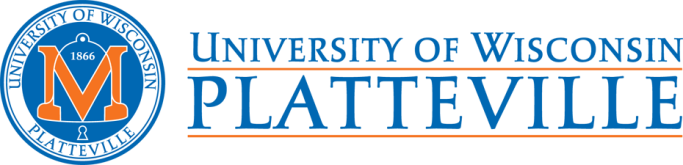 UNIVERSITY OF WISCONSIN
1866
M
PLATTEVILLE
UNIVERSITY OF WISCONSIN
PLATTEVILLE